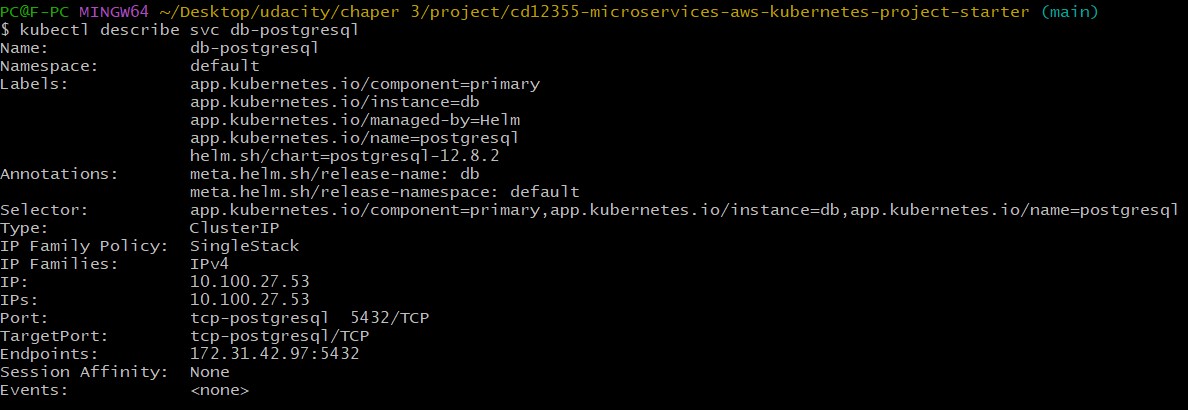 PC@F-PC MINGW64 ~/Desktop/udacity/chaper 3/project/cd12355-microservices-aws-kubernetes-project-starter (main)
$ kubectl describe svc db-postgresql
Name:              db-postgresql
Namespace:         default
Labels:            app.kubernetes.io/component=primary
                   app.kubernetes.io/instance=db
                   app.kubernetes.io/managed-by=Helm
                   app.kubernetes.io/name=postgresql
                   helm.sh/chart=postgresql-12.8.2
Annotations:       meta.helm.sh/release-name: db
                   meta.helm.sh/release-namespace: default
Selector:          app.kubernetes.io/component=primary,app.kubernetes.io/instance=db,app.kubernetes.io/name=postgresql
Type:              ClusterIP
IP Family Policy:  SingleStack
IP Families:       IPv4
IP:                10.100.27.53
IPs:               10.100.27.53
Port:              tcp-postgresql  5432/TCP
TargetPort:        tcp-postgresql/TCP
Endpoints:         172.31.42.97:5432
Session Affinity:  None
Events:            <none>